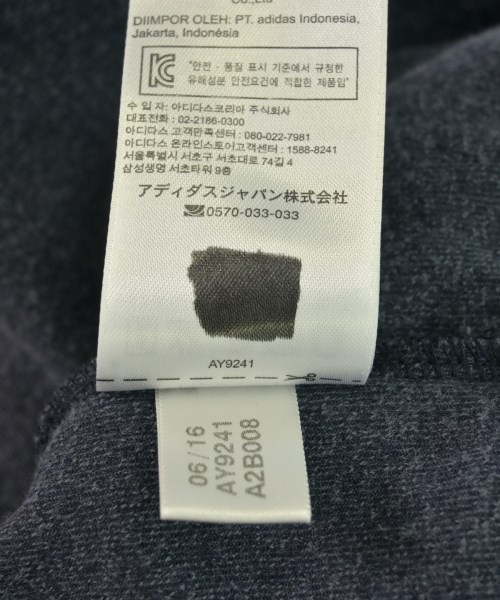 Co.,Ltd
DIIMPOR OLEH: PT. adidas Indonesia,
Jakarta, Indonésia
"안전 · 품질 표시 기준에서 규정한
유해성분 안전요건에 적합한 제품임"
수 입 자: 아디다스코리아 주식회사
대표전화 : 02-2186-0300
아디다스 고객만족센터 : 080-022-7981
아디다스 온라인스토어고객센터 : 1588-8241
서울특별시 서초구 서초대로 74길 4
삼성생명 서초타워 9층
アディダスジャパン株式会社
0570-033-033
AY9241
06/16
AY9241
A2B008